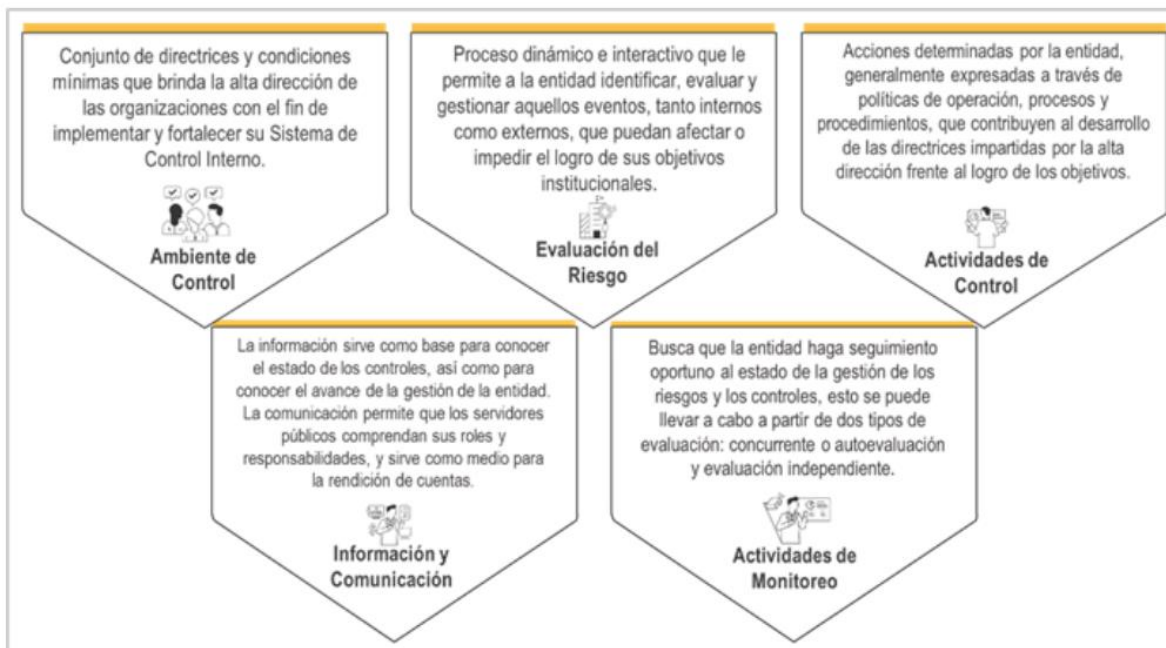 Conjunto de directrices y condiciones
mínimas que brinda la alta dirección de
las organizaciones con el fin de
implementar y fortalecer su Sistema de
Control Interno.
Ambiente de
Control
Proceso dinámico e interactivo que le
permite a la entidad identificar, evaluar y
gestionar aquellos eventos, tanto internos
como externos, que puedan afectar o
impedir el logro de sus objetivos
institucionales.
Evaluación del
Riesgo
Acciones determinadas por la entidad,
generalmente expresadas a través de
políticas de operación, procesos y
procedimientos, que contribuyen al desarrollo
de las directrices impartidas por la alta
dirección frente al logro de los objetivos.
Actividades de
Control
La información sirve como base para conocer
el estado de los controles, así como para
conocer el avance de la gestión de la entidad.
La comunicación permite que los servidores
públicos comprendan sus roles y
responsabilidades, y sirve como medio para
la rendición de cuentas.
Información y
Comunicación
Busca que la entidad haga seguimiento
oportuno al estado de la gestión de los
riesgos y los controles, esto se puede
llevar a cabo a partir de dos tipos de
evaluación: concurrente o autoevaluación
y evaluación independiente.
Actividades de
Monitoreo